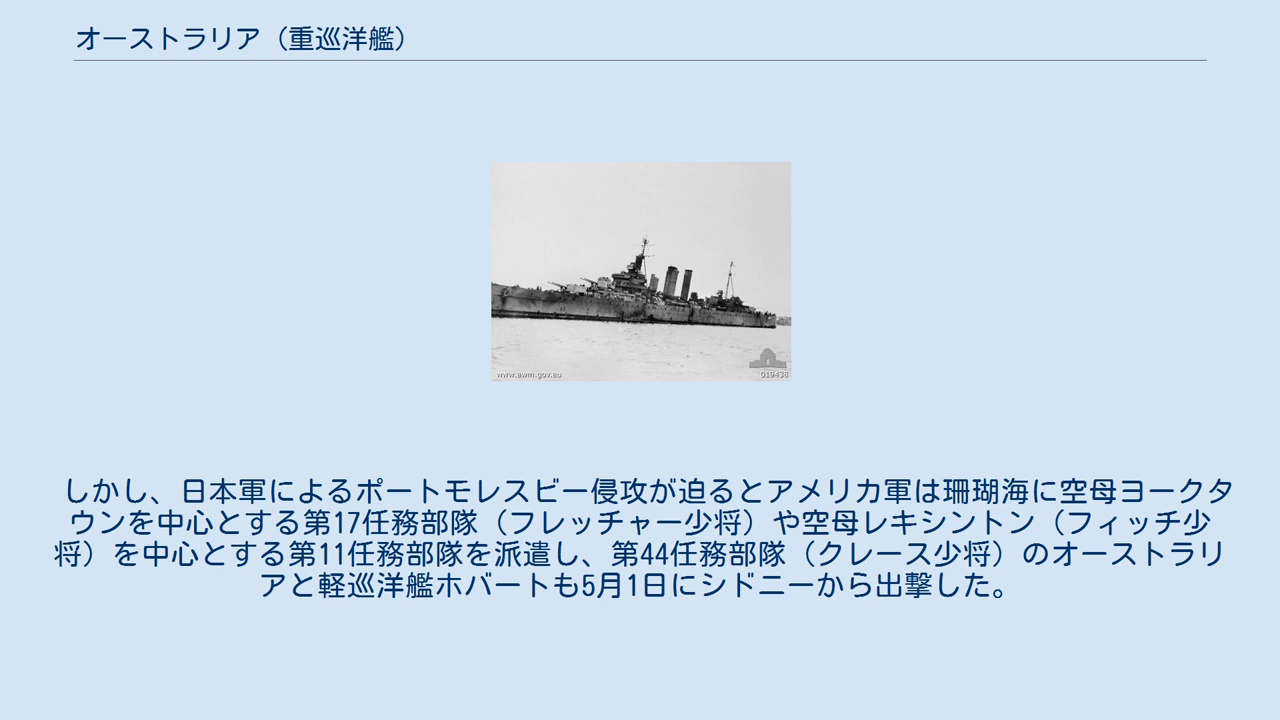 オーストラリア（重巡洋艦）
www.awm.gov.au
019438
しかし、日本軍によるポートモレスビー侵攻が迫るとアメリカ軍は珊瑚海に空母ヨークタ
ウンを中心とする第17任務部隊（フレッチャー少将）や空母レキシントン（フィッチ少
将）を中心とする第11任務部隊を派遣し、第44任務部隊（クレース少将）のオーストラリ
アと軽巡洋艦ホバートも5月1日にシドニーから出撃した。